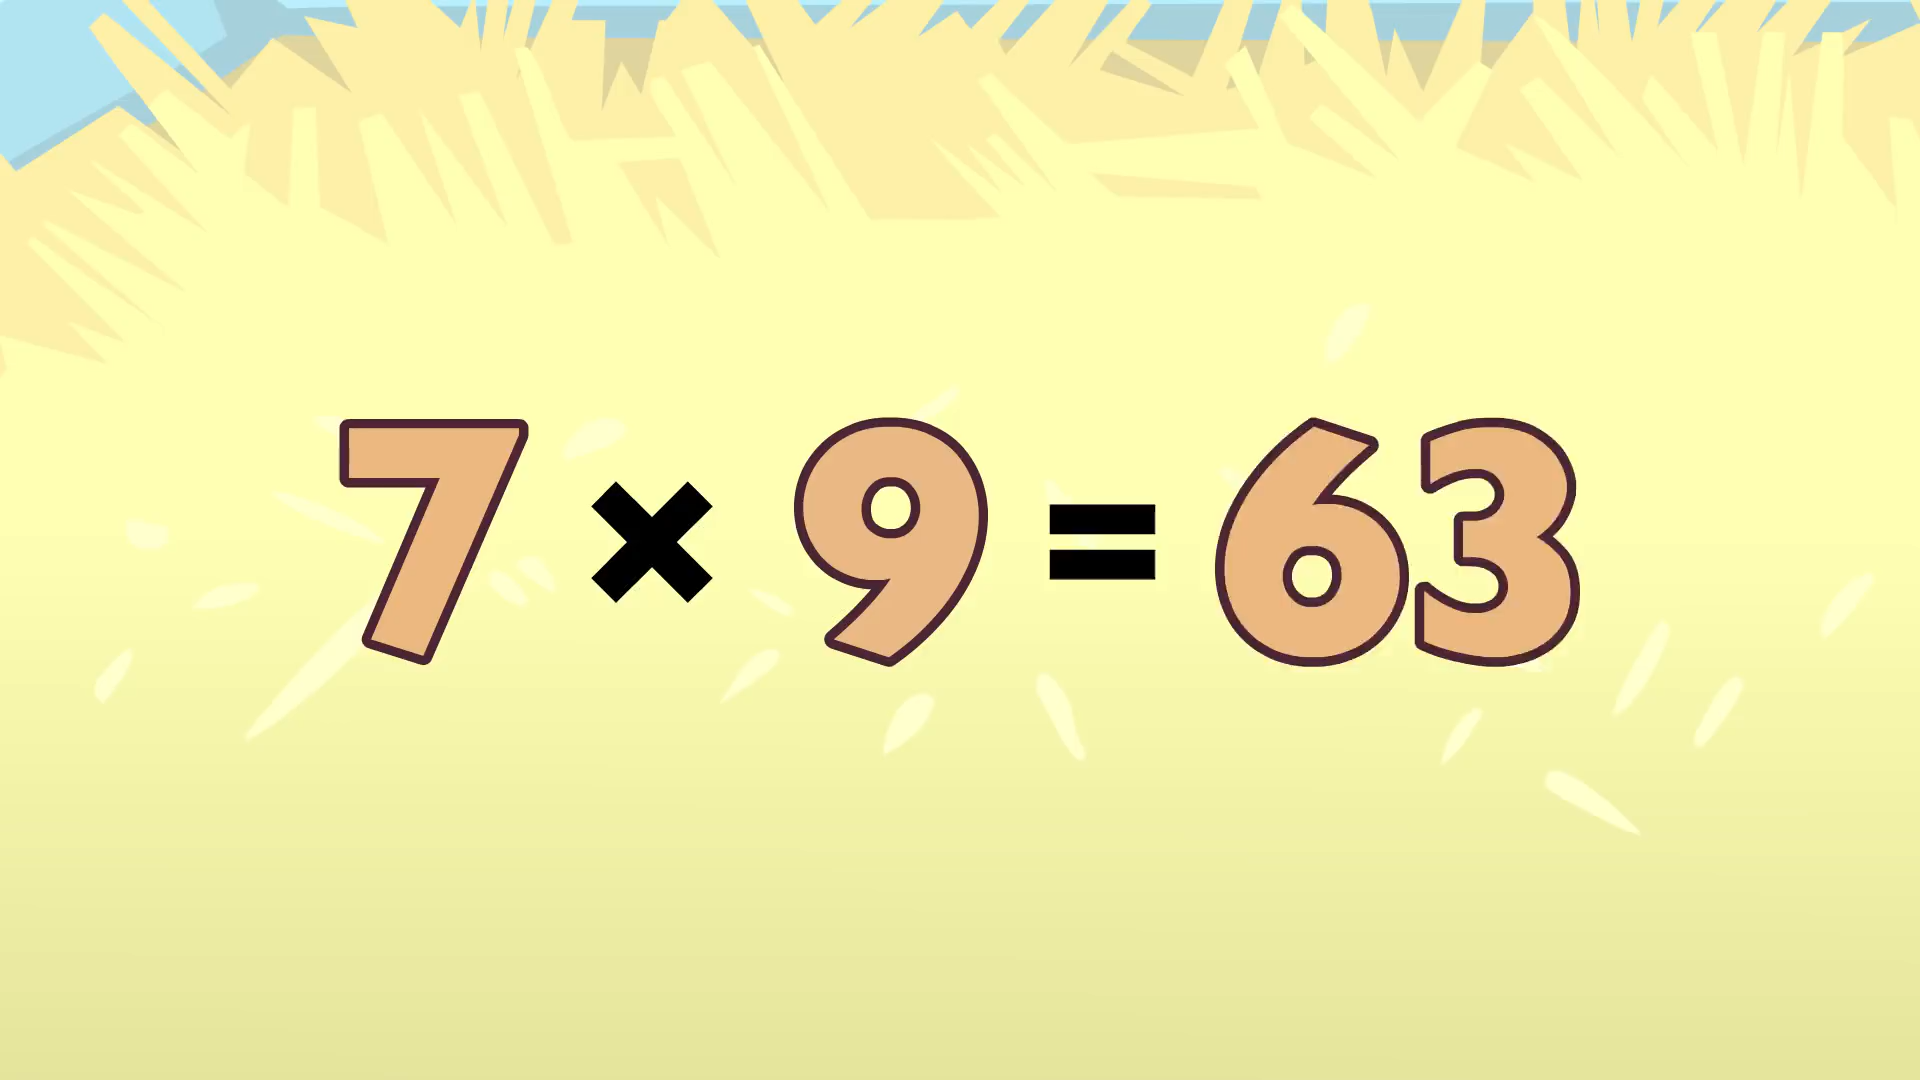 7 × 9 = 63